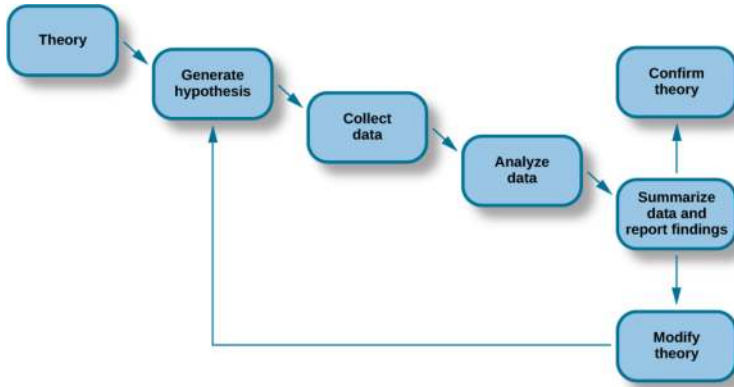 Theory
Generate
hypothesis
Collect
data
Analyze
data
Confirm
theory
Summarize
data and
report findings
Modify
theory